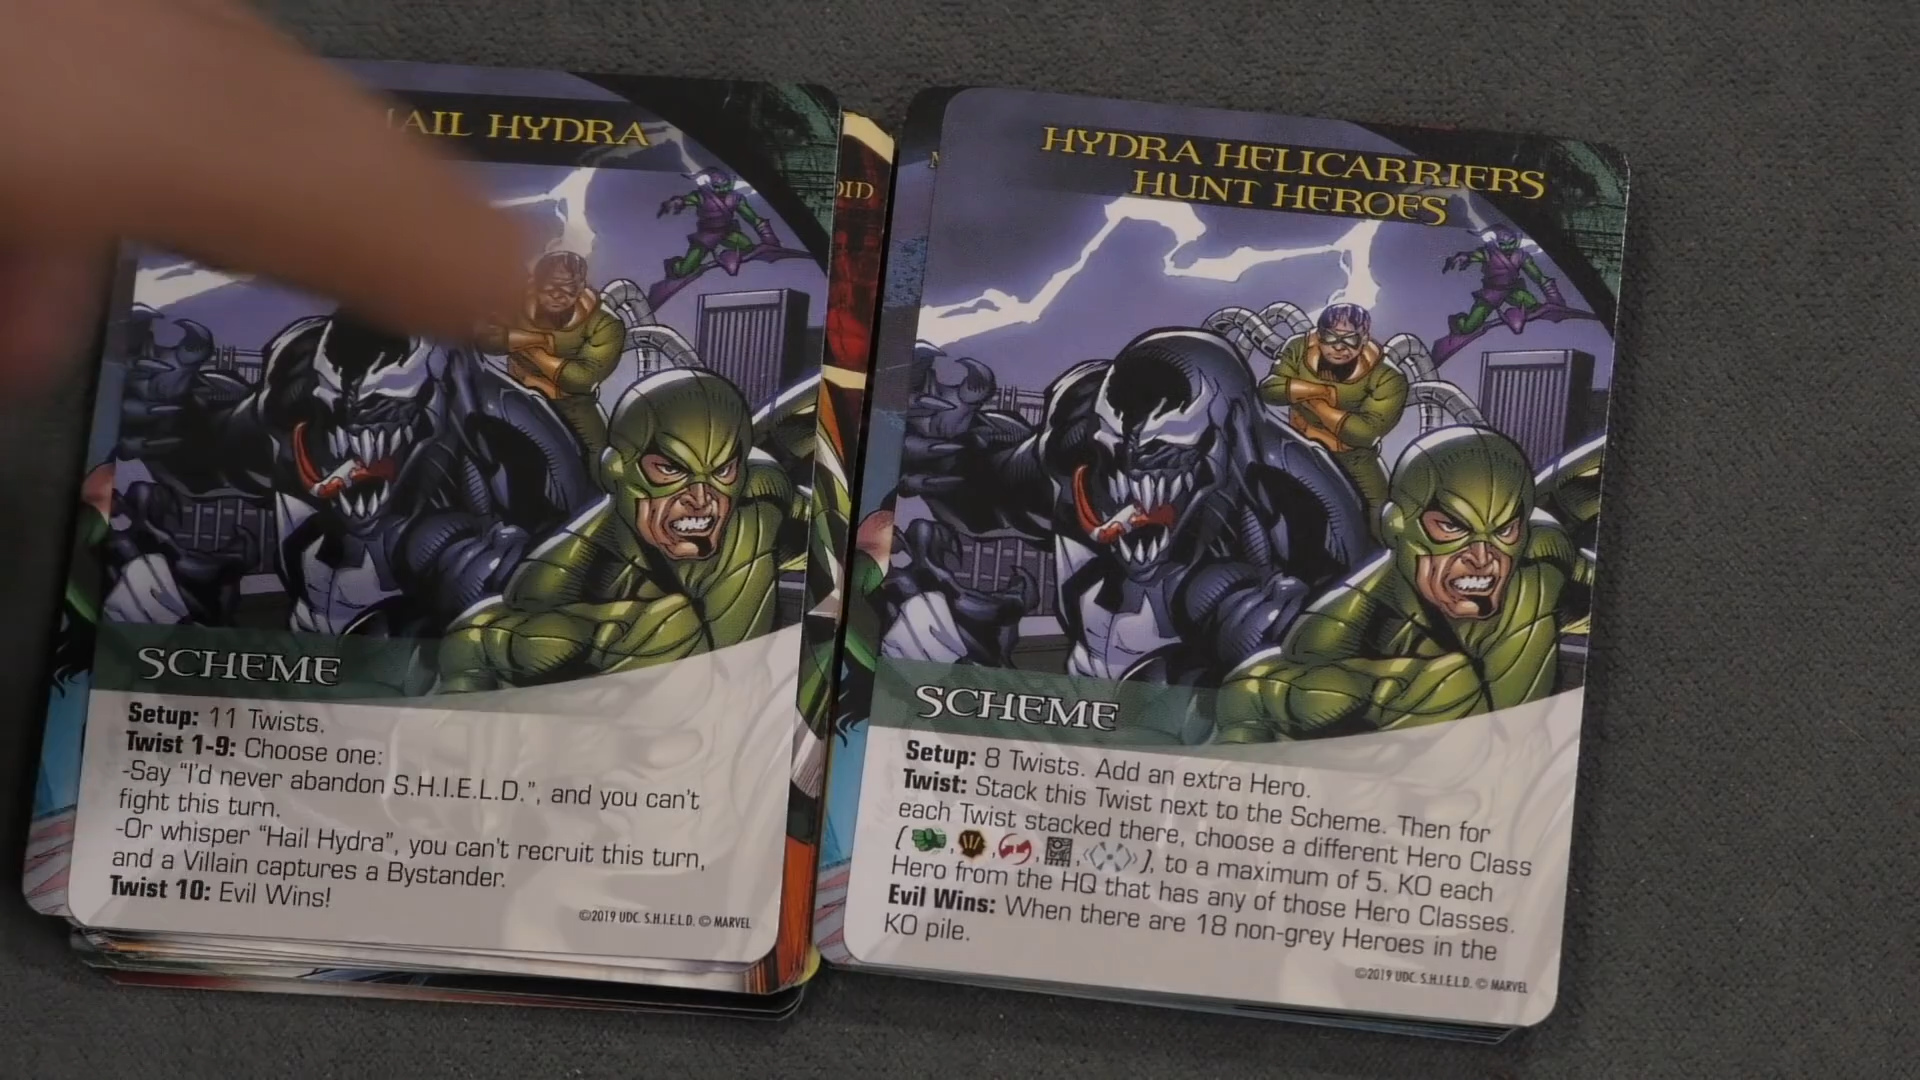 HAIL HYDRA
SCHEME
Setup: 11 Twists.
Twist 1-9: Choose one:
-Say "I'd never abandon S.H.I.E.L.D.", and you can't
fight this turn.
-Or whisper "Hail Hydra", you can't recruit this turn,
and a Villain captures a Bystander.
Twist 10: Evil Wins!
©2019 UDC. S.H.I.E.L.D. © MARVEL
HYDRA HELICARRIERS
HUNT HEROES
SCHEME
Setup: 8 Twists. Add an extra Hero.
Twist: Stack this Twist next to the Scheme. Then for
each Twist stacked there, choose a different Hero Class
( , , , , ), to a maximum of 5. KO each
Hero from the HQ that has any of those Hero Classes.
Evil Wins: When there are 18 non-grey Heroes in the
KO pile.
©2019 UDC. S.H.I.E.L.D. © MARVEL